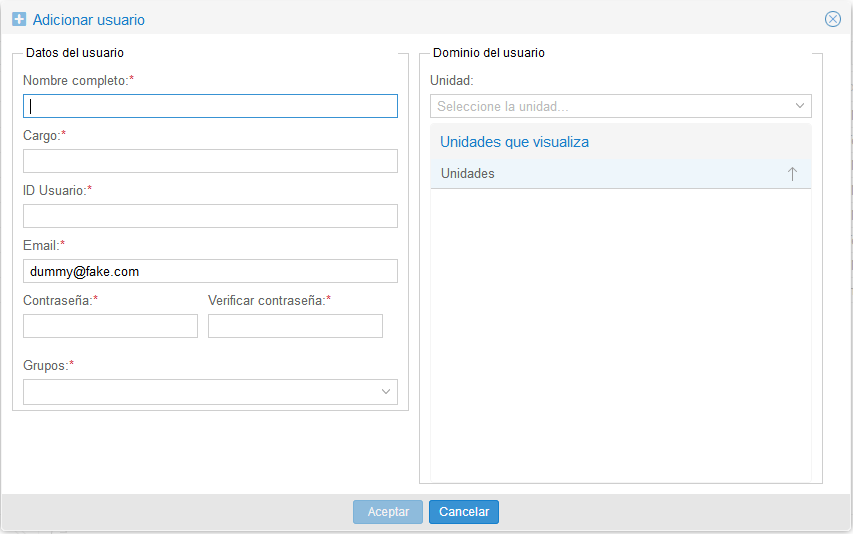 Adicionar usuario
Datos del usuario
Nombre completo:*
Cargo:*
ID Usuario:*
Email:*
dummy@fake.com
Contraseña:* Verificar contraseña:*
Grupos:*
Dominio del usuario
Unidad:
Seleccione la unidad...
Unidades que visualiza
Unidades
Aceptar Cancelar